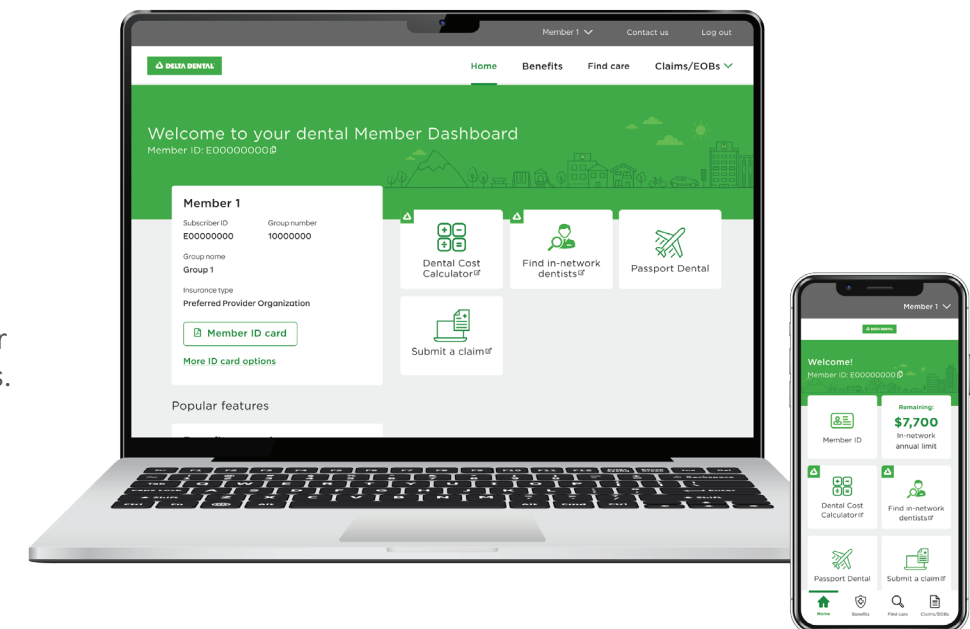 r
s.
Member 1
Contact us
Log out
DELTA DENTAL
Home
Benefits
Find care
Claims/EOBs
Welcome to your dental Member Dashboard
Member ID: E00000000
Member 1
Subscriber ID
Group number
E00000000
10000000
Group name
Group 1
Insurance type
Preferred Provider Organization
Member ID card
More ID card options
Dental Cost
Calculator
Find in-network
dentists
Passport Dental
Submit a claim
Popular features
Member 1
DELTA DENTAL
Welcome!
Member ID: E00000000
Member ID
Remaining:
$7,700
In-network
annual limit
Dental Cost
Calculator
Find in-network
dentists
Passport Dental
Submit a claim
Home
Benefits
Find care
Claims/EOBs